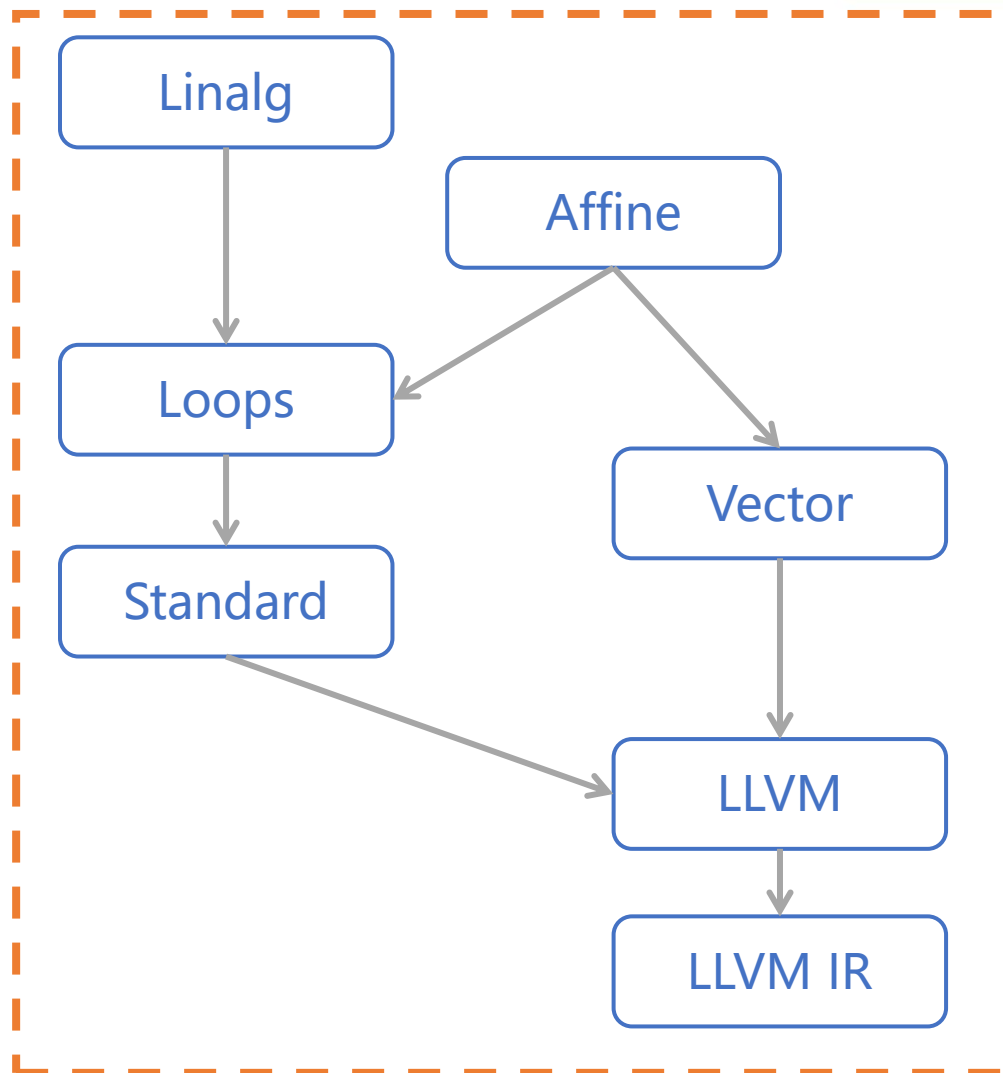 Linalg
Affine
Loops
Vector
Standard
LLVM
LLVM IR